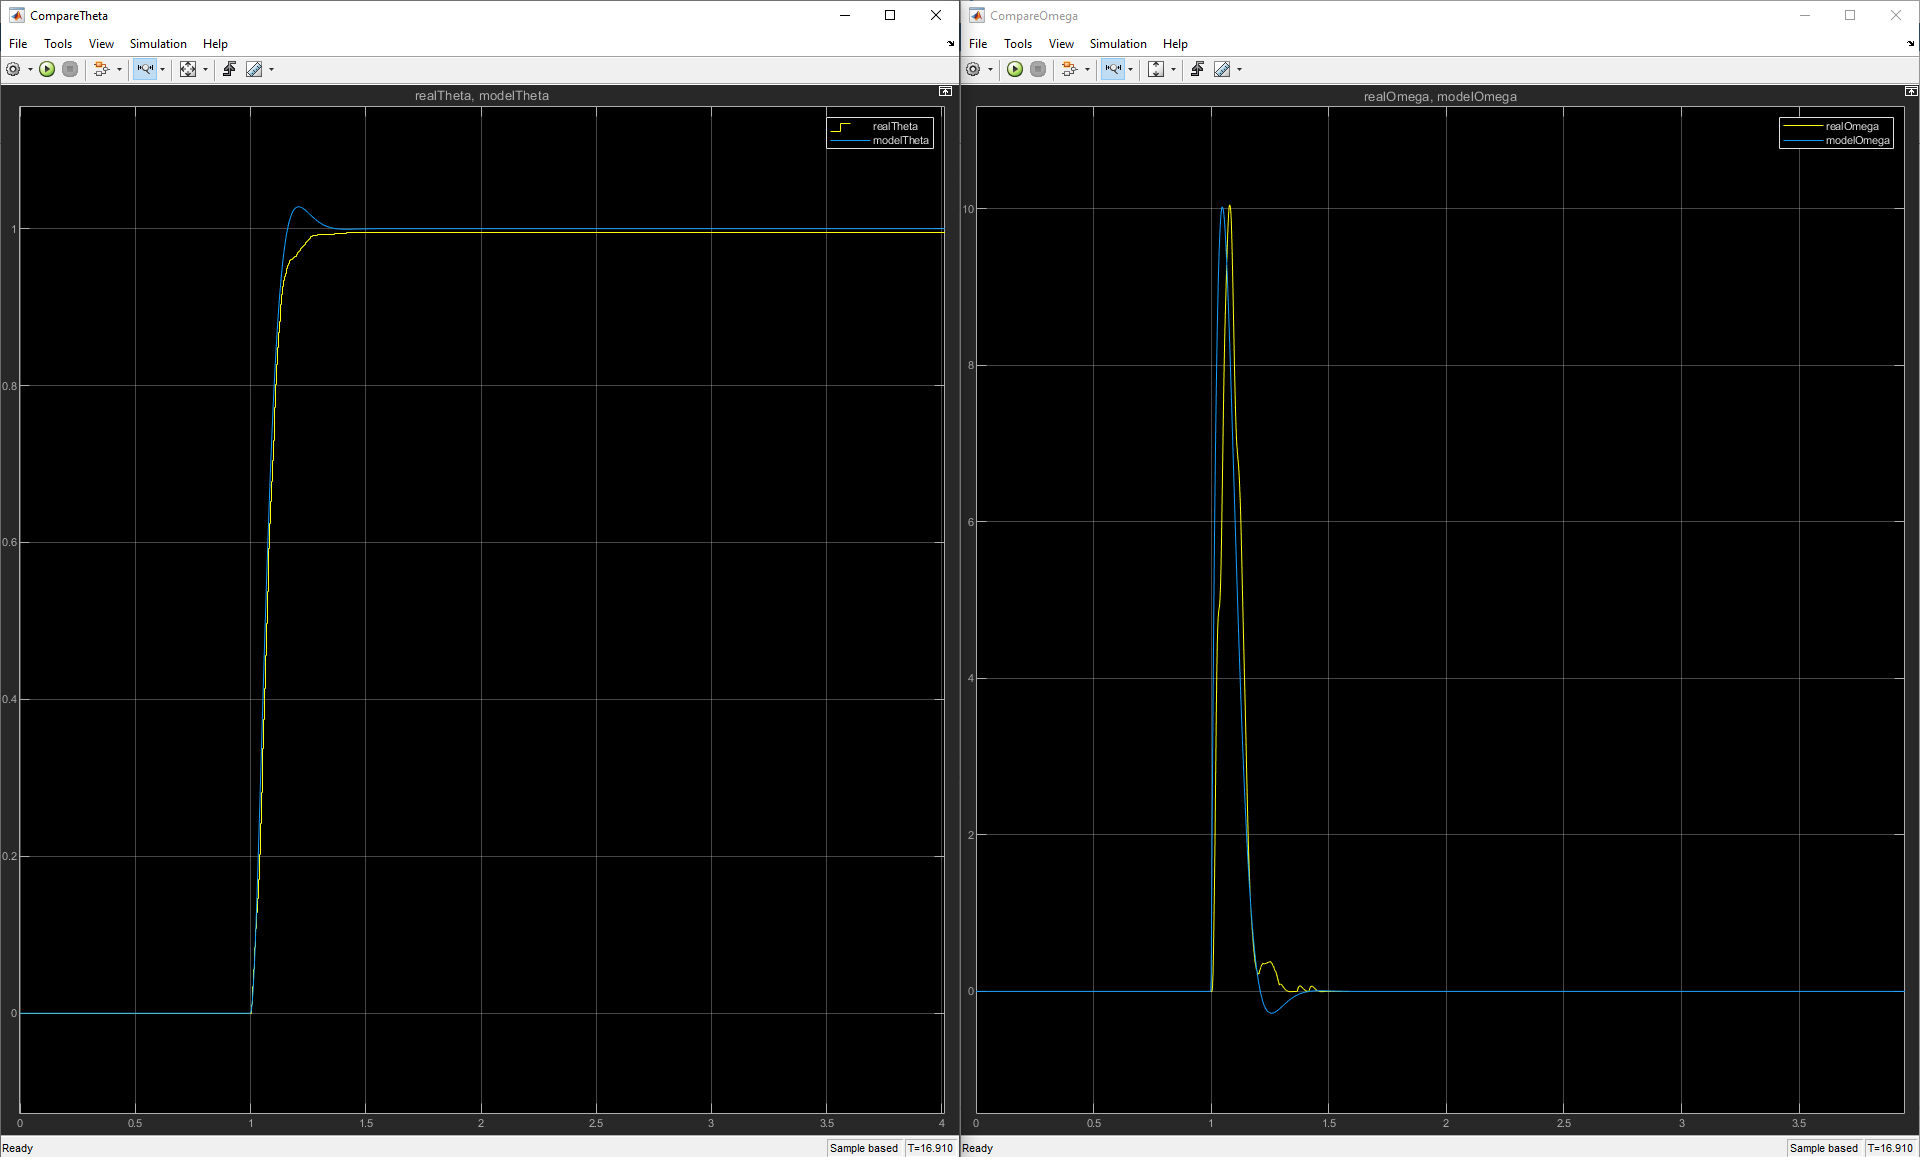 CompareTheta
File Tools View Simulation Help
realTheta, modelTheta
realTheta
modelTheta
1
0.8
0.6
0.4
0.2
0
0 0.5 1 1.5 2 2.5 3 3.5 4
Ready Sample based T=16.910
CompareOmega
File Tools View Simulation Help
realOmega, modelOmega
realOmega
modelOmega
10
8
6
4
2
0
0 0.5 1 1.5 2 2.5 3 3.5
Ready Sample based T=16.910